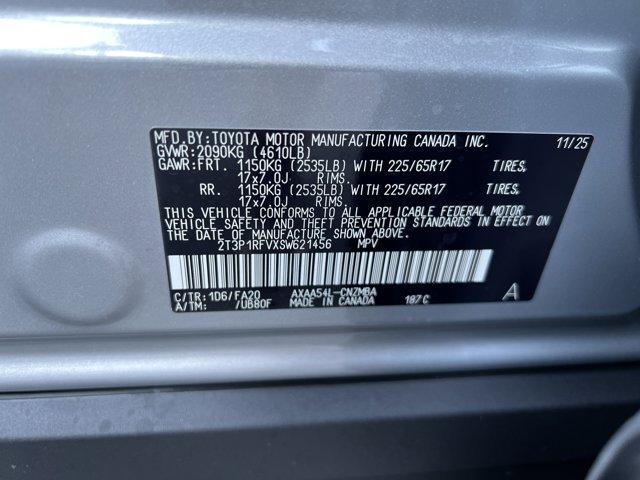 MFD.BY:TOYOTA MOTOR MANUFACTURING CANADA INC. 11/25
GVWR:2090KG (4610LB)
GAWR:FRT. 1150KG (2535LB) WITH 225/65R17 TIRES,
17x7.0J RIMS.
RR. 1150KG (2535LB) WITH 225/65R17 TIRES,
17x7.0J RIMS.
THIS VEHICLE CONFORMS TO ALL APPLICABLE FEDERAL MOTOR
VEHICLE SAFETY AND THEFT PREVENTION STANDARDS IN EFFECT ON
THE DATE OF MANUFACTURE SHOWN ABOVE.
2T3P1RFVXSW621456 MPV
C/TR:1D6/FA20 AXAA54L-CNZMBA
A/TM: /UB80F MADE IN CANADA 187C A